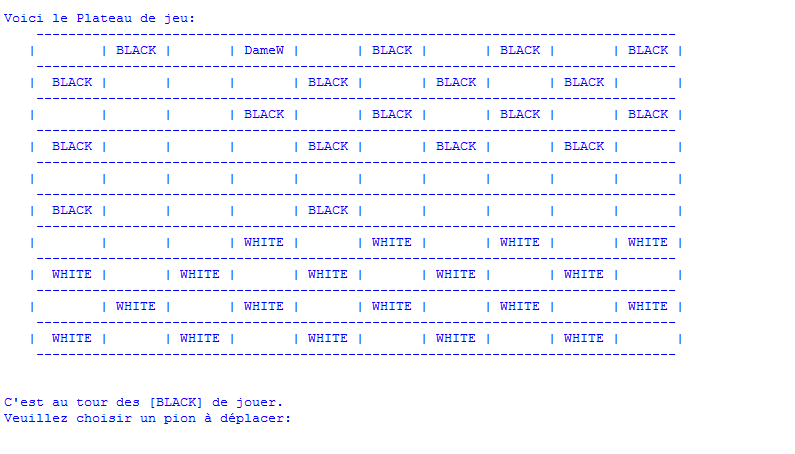 Voici le Plateau de jeu:
--------------------------------------------------------------------------------
|        | BLACK |       | DameW |       | BLACK |       | BLACK |       | BLACK |
--------------------------------------------------------------------------------
| BLACK |       |       |       | BLACK |       | BLACK |       | BLACK |       |
--------------------------------------------------------------------------------
|       |       |       | BLACK |       | BLACK |       | BLACK |       | BLACK |
--------------------------------------------------------------------------------
| BLACK |       |       |       | BLACK |       | BLACK |       | BLACK |       |
--------------------------------------------------------------------------------
|       |       |       |       |       |       |       |       |       |       |
--------------------------------------------------------------------------------
| BLACK |       |       |       | BLACK |       |       |       |       |       |
--------------------------------------------------------------------------------
|       |       |       | WHITE |       | WHITE |       | WHITE |       | WHITE |
--------------------------------------------------------------------------------
| WHITE |       | WHITE |       | WHITE |       | WHITE |       | WHITE |       |
--------------------------------------------------------------------------------
|       | WHITE |       | WHITE |       | WHITE |       | WHITE |       | WHITE |
--------------------------------------------------------------------------------
| WHITE |       | WHITE |       | WHITE |       | WHITE |       | WHITE |       |
--------------------------------------------------------------------------------
C'est au tour des [BLACK] de jouer.
Veuillez choisir un pion à déplacer: